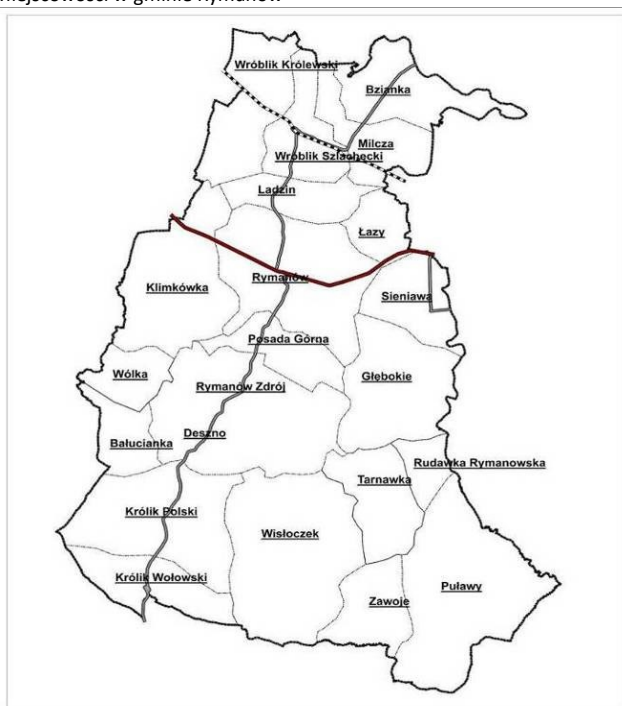 miejscowości w gminie Rymanów
Wróblik Królewski
Bzianka
Milcza
Wróblik Szlachecki
Ladzin
Łazy
Rymanów
Klimkówka
Sieniawa
Posada Górna
Wólka
Rymanów Zdrój
Głębokie
Deszno
Bałucianka
Rudawka Rymanowska
Tarnawka
Królik Polski
Wisłoczek
Królik Wołowski
Puławy
Zawoje